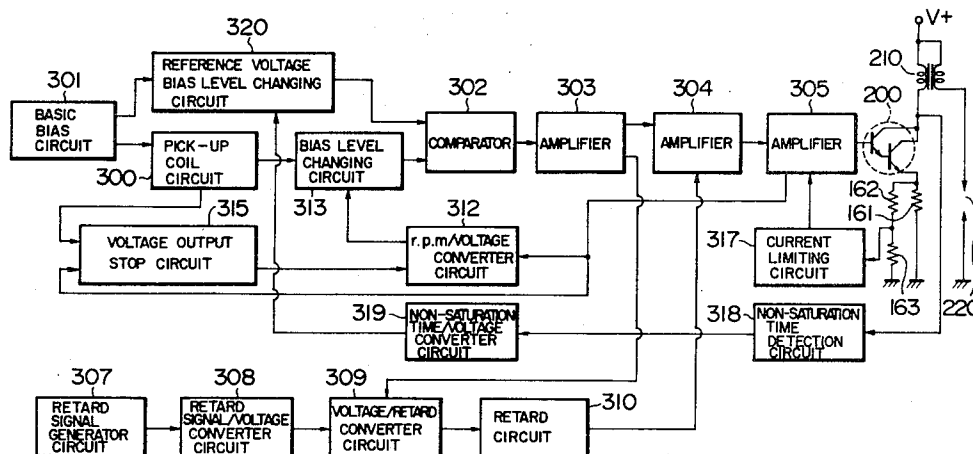 V+
320
210
REFERENCE VOLTAGE
BIAS LEVEL CHANGING
CIRCUIT
301
302
303
304
305
200
BASIC
BIAS
CIRCUIT
PICK-UP
COIL
CIRCUIT
300
BIAS LEVEL
CHANGING
CIRCUIT
313
COMPARATOR
AMPLIFIER
AMPLIFIER
AMPLIFIER
315
312
162
161
VOLTAGE OUTPUT
STOP CIRCUIT
r.p.m/VOLTAGE
CONVERTER
CIRCUIT
317
CURRENT
LIMITING
CIRCUIT
163
220
319
NON-SATURATION
TIME/VOLTAGE
CONVERTER
CIRCUIT
318
NON-SATURATION
TIME
DETECTION
CIRCUIT
307
308
309
310
RETARD
SIGNAL
GENERATOR
CIRCUIT
RETARD
SIGNAL/VOLTAGE
CONVERTER
CIRCUIT
VOLTAGE/RETARD
CONVERTER
CIRCUIT
RETARD
CIRCUIT